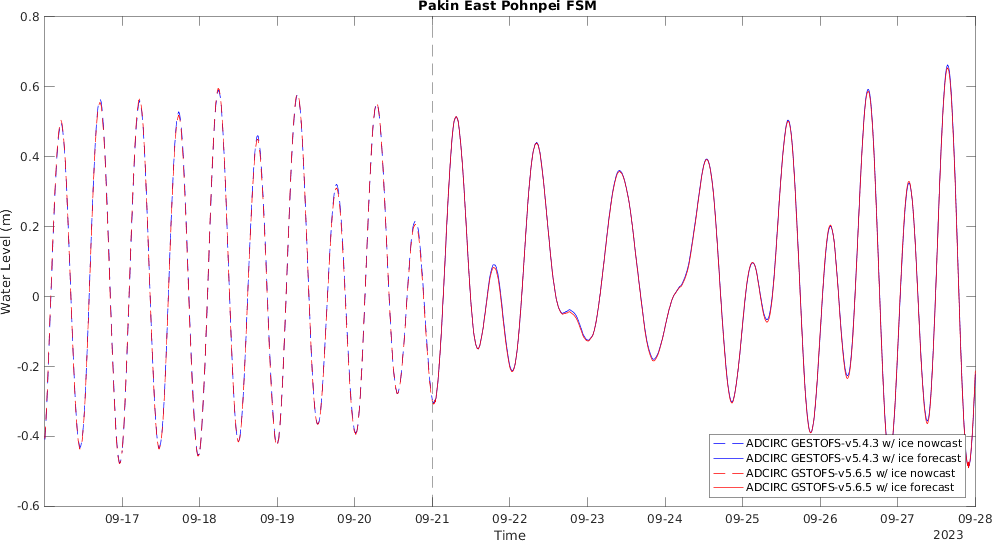 Pakin East Pohnpei FSM
0.8
0.6
0.4
0.2
0
-0.2
-0.4
-0.6
Water Level (m)
ADCIRC GESTOFS-v5.4.3 w/ ice nowcast
ADCIRC GESTOFS-v5.4.3 w/ ice forecast
ADCIRC GSTOFS-v5.6.5 w/ ice nowcast
ADCIRC GSTOFS-v5.6.5 w/ ice forecast
09-17 09-18 09-19 09-20 09-21 09-22 09-23 09-24 09-25 09-26 09-27 09-28
Time
2023